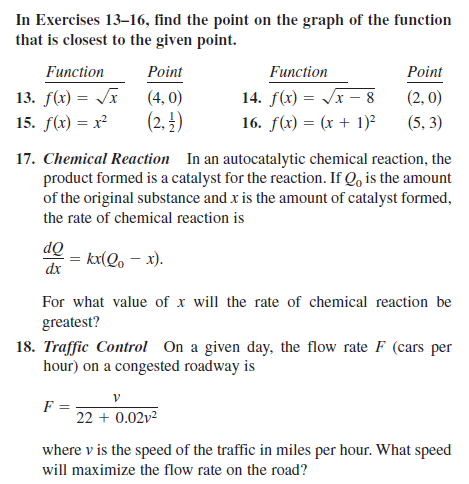 In Exercises 13–16, find the point on the graph of the function
that is closest to the given point.
Function Point Function Point
13. f(x) = √x (4, 0) 14. f(x) = √x − 8 (2, 0)
15. f(x) = x² (2, 1/2) 16. f(x) = (x + 1)² (5, 3)
17. Chemical Reaction In an autocatalytic chemical reaction, the
product formed is a catalyst for the reaction. If Q₀ is the amount
of the original substance and x is the amount of catalyst formed,
the rate of chemical reaction is
dQ/dx = kx(Q₀ − x).
For what value of x will the rate of chemical reaction be
greatest?
18. Traffic Control On a given day, the flow rate F (cars per
hour) on a congested roadway is
F = v/(22 + 0.02v²)
where v is the speed of the traffic in miles per hour. What speed
will maximize the flow rate on the road?